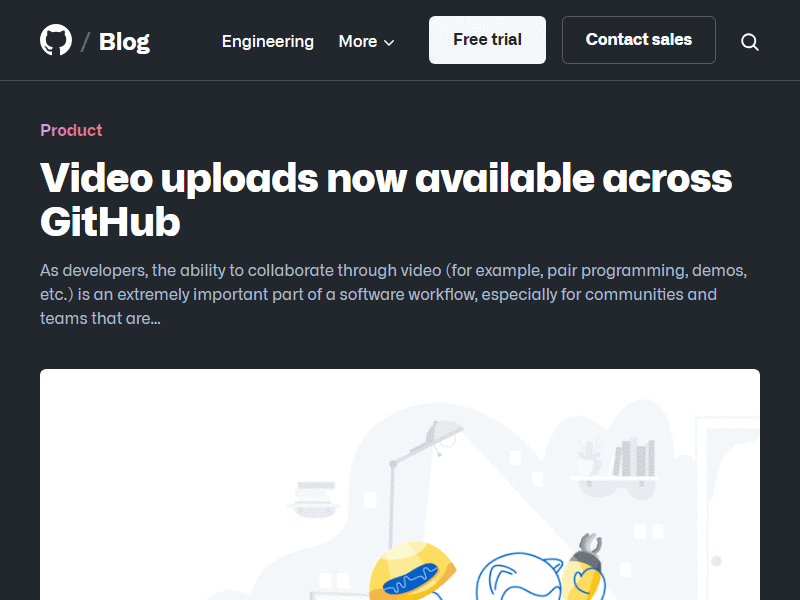 / Blog
Engineering
More
Free trial
Contact sales
Product
Video uploads now available across
GitHub
As developers, the ability to collaborate through video (for example, pair programming, demos,
etc.) is an extremely important part of a software workflow, especially for communities and
teams that are...